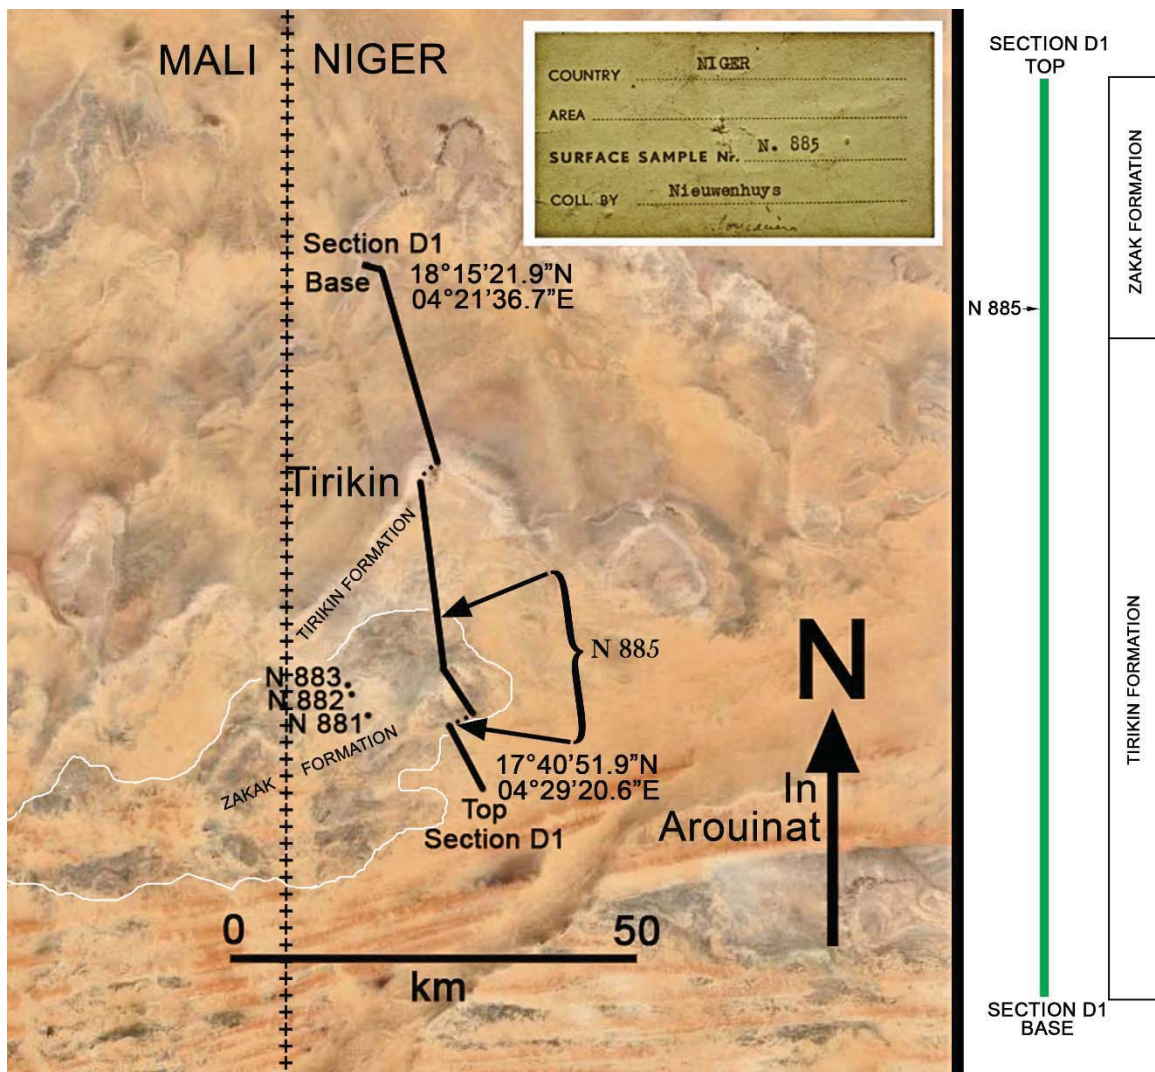 MALI
NIGER
COUNTRY NIGER
AREA
SURFACE SAMPLE Nr. N. 885
COLL. BY Nieuwenhuys
Section D1
Base
18°15'21.9"N
04°21'36.7"E
Tirikin
TIRIKIN FORMATION
N 885
N 883
N 882
N 881
ZAKAK FORMATION
17°40'51.9"N
04°29'20.6"E
Top
Section D1
N
In
Arouinat
0 50
km
SECTION D1
TOP
N 885
ZAKAK FORMATION
TIRIKIN FORMATION
SECTION D1
BASE